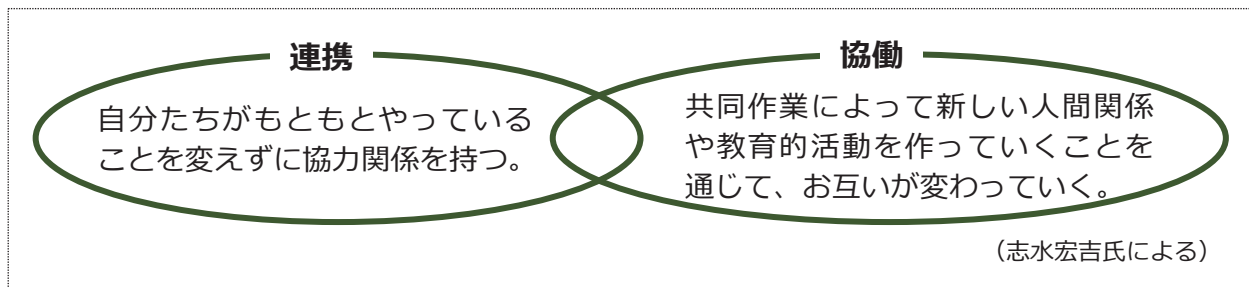 連携
自分たちがもともとやっている
ことを変えずに協力関係を持つ。
協働
共同作業によって新しい人間関係
や教育的活動を作っていくことを
通じて、お互いが変わっていく。
（志水宏吉氏による）